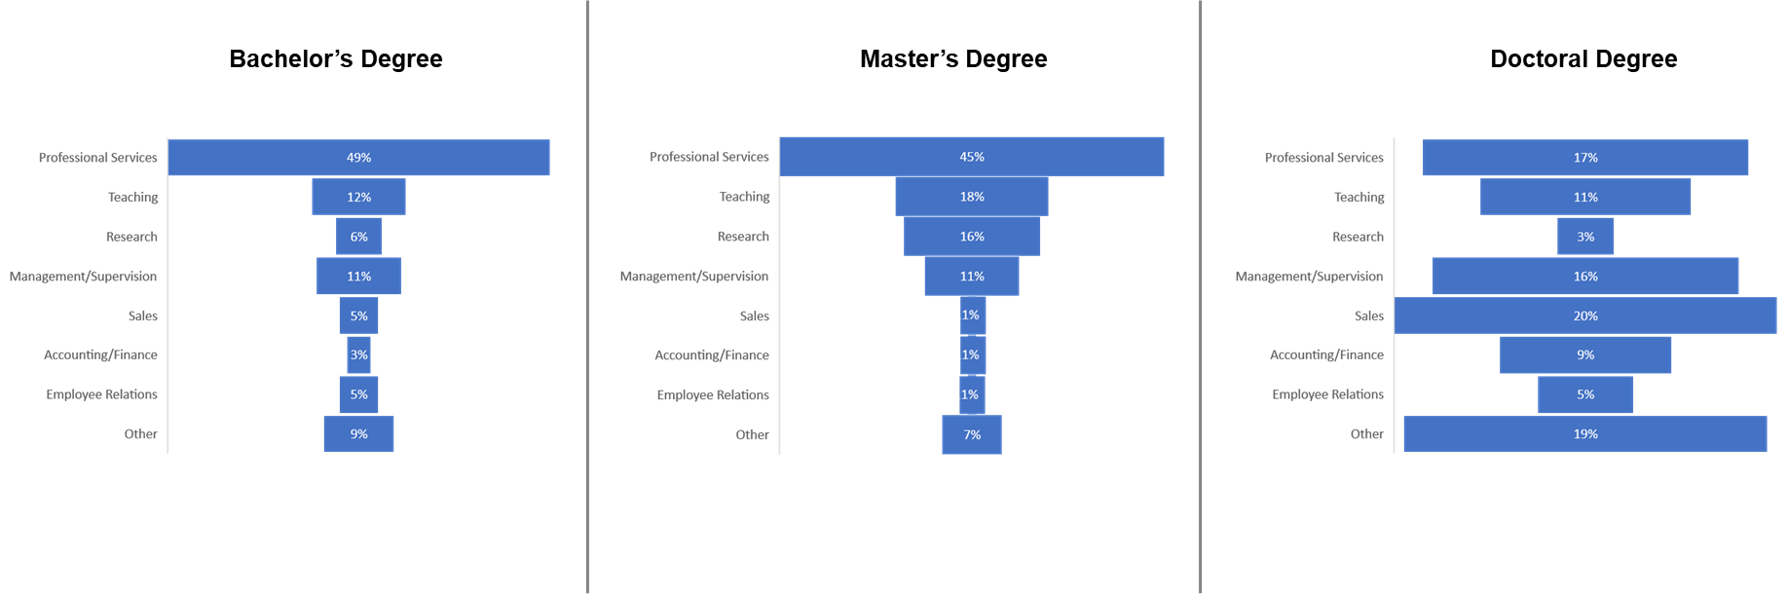 Bachelor’s Degree
Professional Services 49%
Teaching 12%
Research 6%
Management/Supervision 11%
Sales 5%
Accounting/Finance 3%
Employee Relations 5%
Other 9%
Master’s Degree
Professional Services 45%
Teaching 18%
Research 16%
Management/Supervision 11%
Sales 1%
Accounting/Finance 1%
Employee Relations 1%
Other 7%
Doctoral Degree
Professional Services 17%
Teaching 11%
Research 3%
Management/Supervision 16%
Sales 20%
Accounting/Finance 9%
Employee Relations 5%
Other 19%